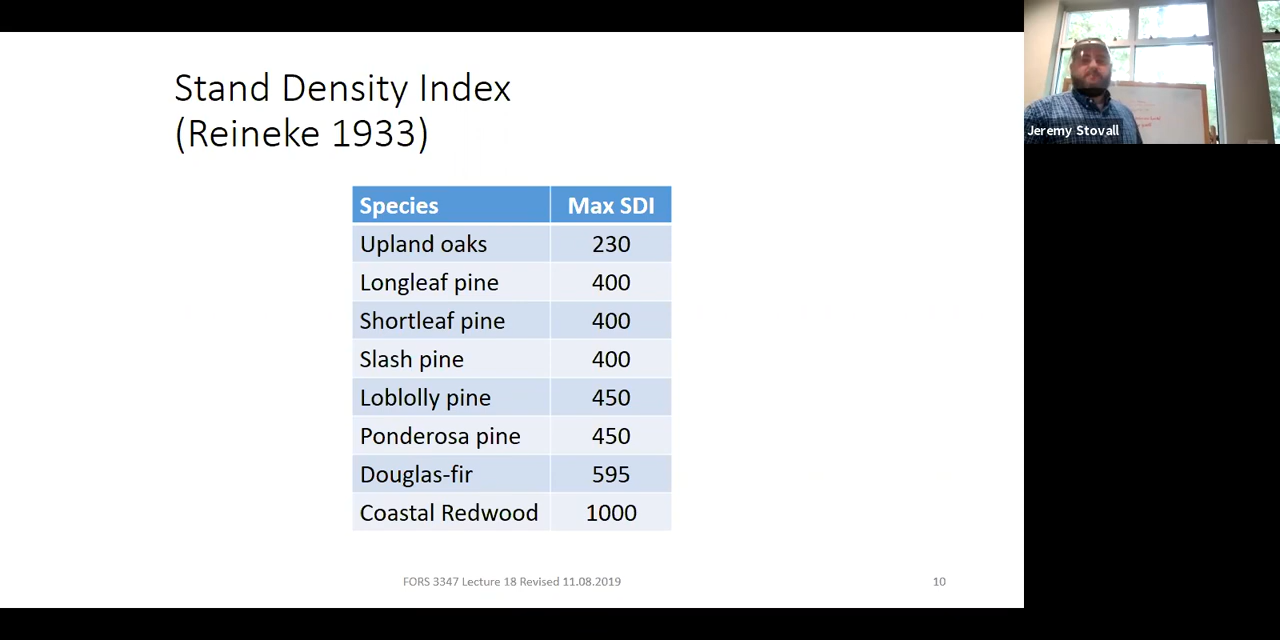 Stand Density Index
(Reineke 1933)
Species Max SDI
Upland oaks 230
Longleaf pine 400
Shortleaf pine 400
Slash pine 400
Loblolly pine 450
Ponderosa pine 450
Douglas-fir 595
Coastal Redwood 1000
FORS 3347 Lecture 18 Revised 11.08.2019 10
Jeremy Stovall